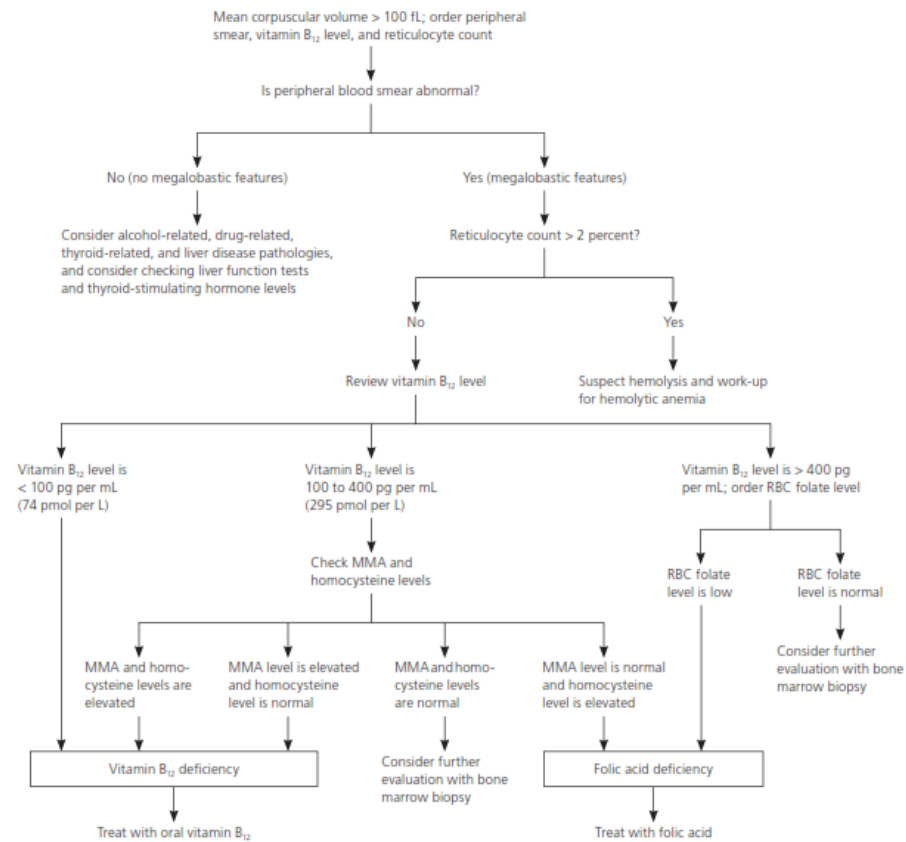 Mean corpuscular volume > 100 fL; order peripheral
smear, vitamin B₁₂ level, and reticulocyte count
Is peripheral blood smear abnormal?
No (no megalobastic features)
Yes (megalobastic features)
Consider alcohol-related, drug-related,
thyroid-related, and liver disease pathologies,
and consider checking liver function tests
and thyroid-stimulating hormone levels
Reticulocyte count > 2 percent?
No
Yes
Review vitamin B₁₂ level
Suspect hemolysis and work-up
for hemolytic anemia
Vitamin B₁₂ level is
< 100 pg per mL
(74 pmol per L)
Vitamin B₁₂ level is
100 to 400 pg per mL
(295 pmol per L)
Vitamin B₁₂ level is > 400 pg
per mL; order RBC folate level
Check MMA and
homocysteine levels
RBC folate
level is low
RBC folate
level is normal
Consider further
evaluation with bone
marrow biopsy
MMA and homo-
cysteine levels are
elevated
MMA level is elevated
and homocysteine
level is normal
MMA and homo-
cysteine levels
are normal
MMA level is normal
and homocysteine
level is elevated
Vitamin B₁₂ deficiency
Consider further
evaluation with bone
marrow biopsy
Folic acid deficiency
Treat with oral vitamin B₁₂
Treat with folic acid